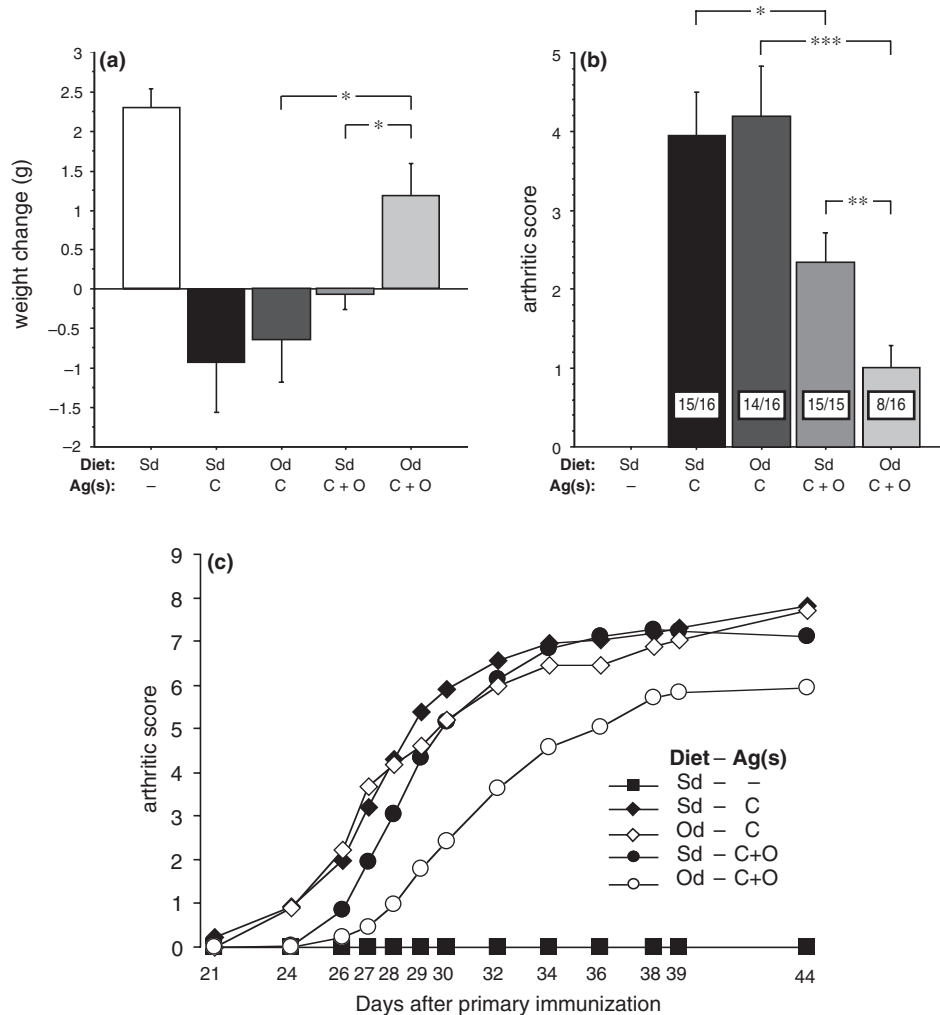 (a)
weight change (g)
3
2.5
2
1.5
1
0.5
0
−0.5
−1
−1.5
−2
*
*
Diet: Sd Sd Od Sd Od
Ag(s): – C C C + O C + O
(b)
arthritic score
5
4
3
2
1
0
*
***
**
15/16 14/16 15/15 8/16
Diet: Sd Sd Od Sd Od
Ag(s): – C C C + O C + O
(c)
arthritic score
9
8
7
6
5
4
3
2
1
0
Diet – Ag(s)
Sd – –
Sd – C
Od – C
Sd – C+O
Od – C+O
21 24 26 27 28 29 30 32 34 36 38 39 44
Days after primary immunization